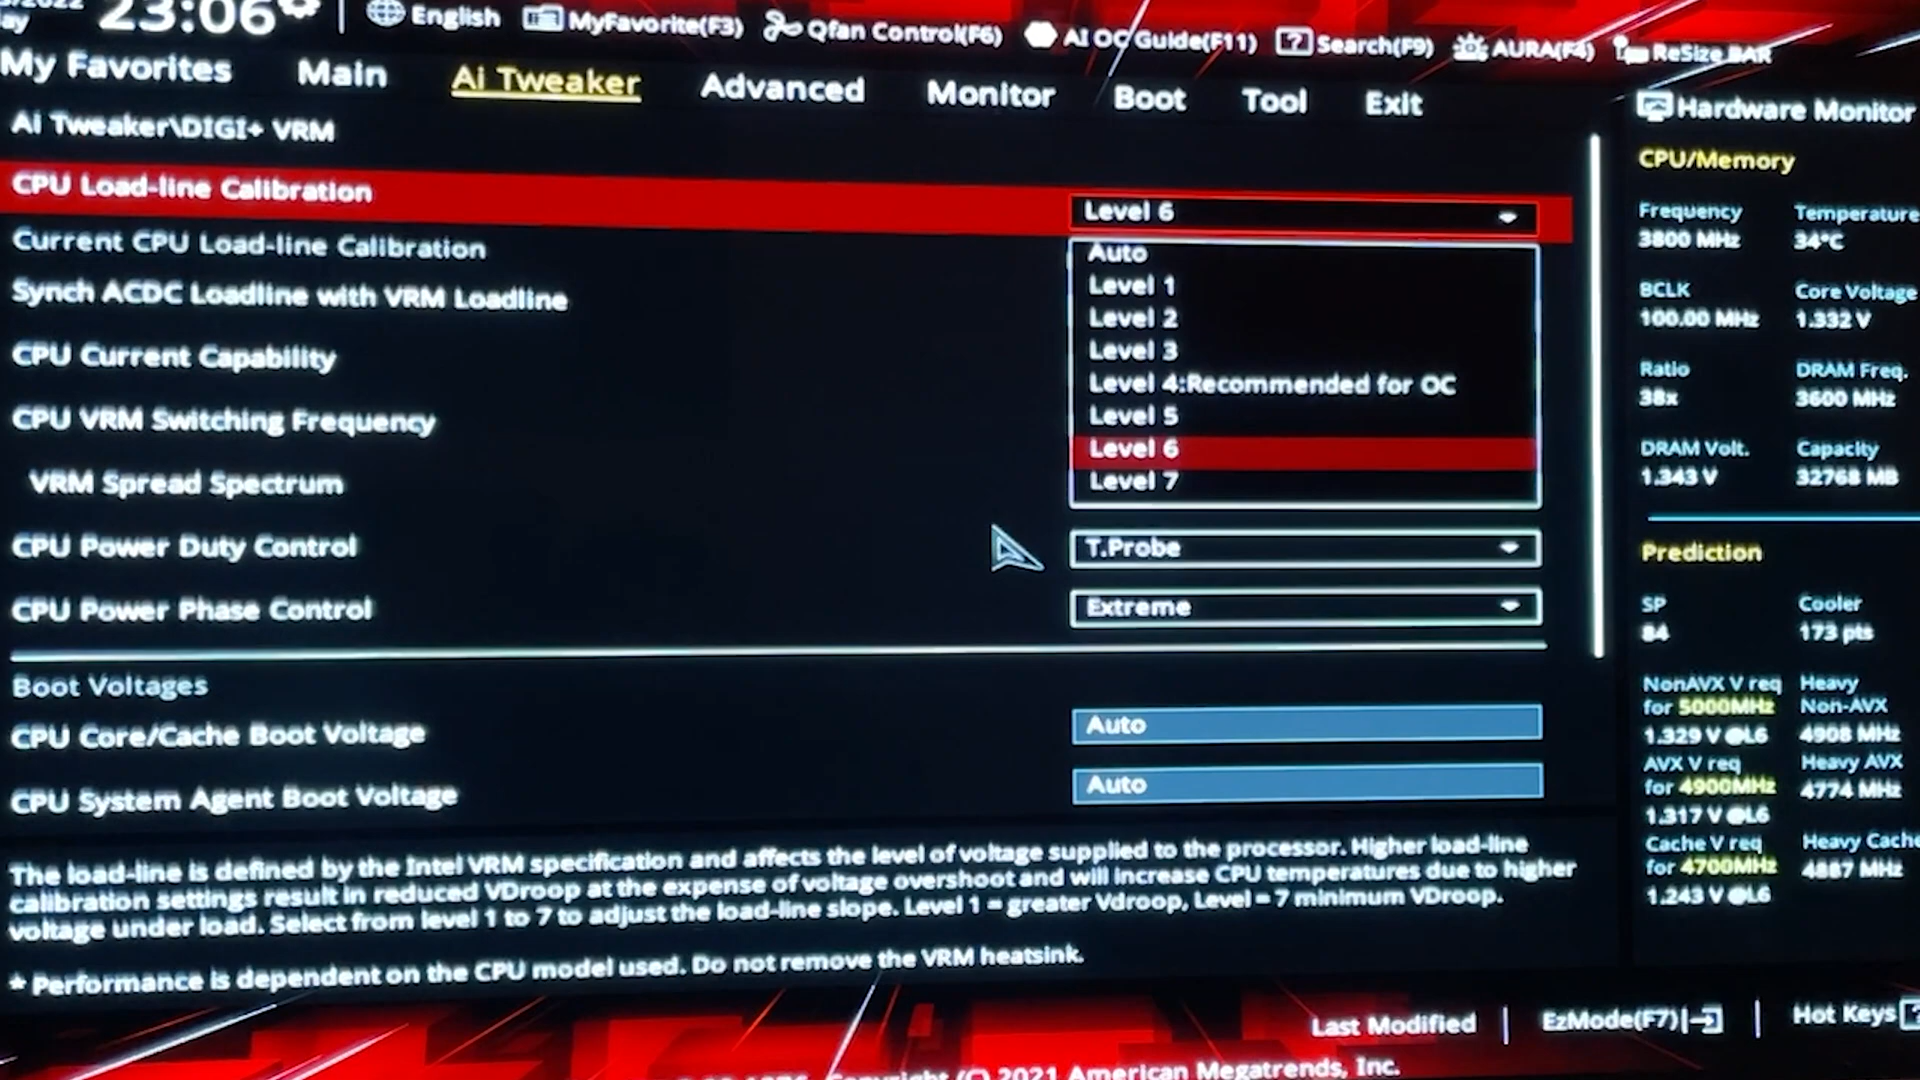 23:06
English
MyFavorite(F3)
Qfan Control(F6)
AI OC Guide(F11)
Search(F9)
AURA(F4)
ReSize BAR
My Favorites
Main
Ai Tweaker
Advanced
Monitor
Boot
Tool
Exit
Ai Tweaker\DIGI+ VRM
CPU Load-line Calibration
Level 6
Current CPU Load-line Calibration
Synch ACDC Loadline with VRM Loadline
CPU Current Capability
CPU VRM Switching Frequency
VRM Spread Spectrum
Auto
Level 1
Level 2
Level 3
Level 4:Recommended for OC
Level 5
Level 6
Level 7
CPU Power Duty Control
T.Probe
CPU Power Phase Control
Extreme
Boot Voltages
CPU Core/Cache Boot Voltage
Auto
CPU System Agent Boot Voltage
Auto
The load-line is defined by the Intel VRM specification and affects the level of voltage supplied to the processor. Higher load-line
calibration settings result in reduced VDroop at the expense of voltage overshoot and will increase CPU temperatures due to higher
voltage under load. Select from level 1 to 7 to adjust the load-line slope. Level 1 = greater Vdroop, Level = 7 minimum VDroop.
* Performance is dependent on the CPU model used. Do not remove the VRM heatsink.
Hardware Monitor
CPU/Memory
Frequency
Temperature
3800 MHz
34°C
BCLK
Core Voltage
100.00 MHz
1.332 V
Ratio
DRAM Freq.
38x
3600 MHz
DRAM Volt.
Capacity
1.343 V
32768 MB
Prediction
SP
Cooler
84
173 pts
NonAVX V req
Heavy
for 5000MHz
Non-AVX
1.329 V @L6
4908 MHz
AVX V req
Heavy AVX
for 4900MHz
4774 MHz
1.317 V @L6
Cache V req
Heavy Cache
for 4700MHz
4887 MHz
1.243 V @L6
Last Modified
EzMode(F7)
Hot Keys
Copyright (C) 2021 American Megatrends, Inc.